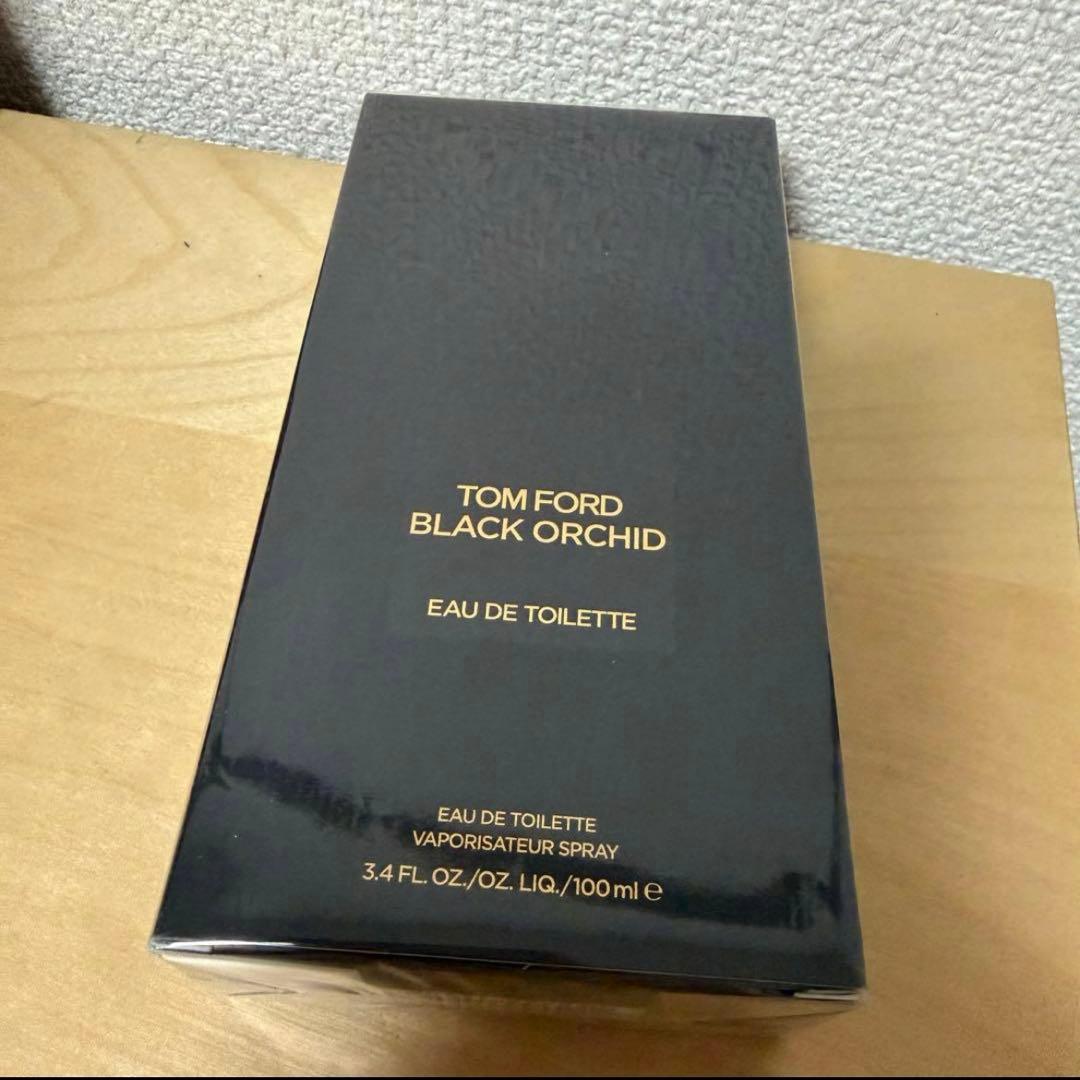 TOM FORD
BLACK ORCHID
EAU DE TOILETTE
EAU DE TOILETTE
VAPORISATEUR SPRAY
3.4 FL. OZ./OZ. LIQ./100 ml ℮